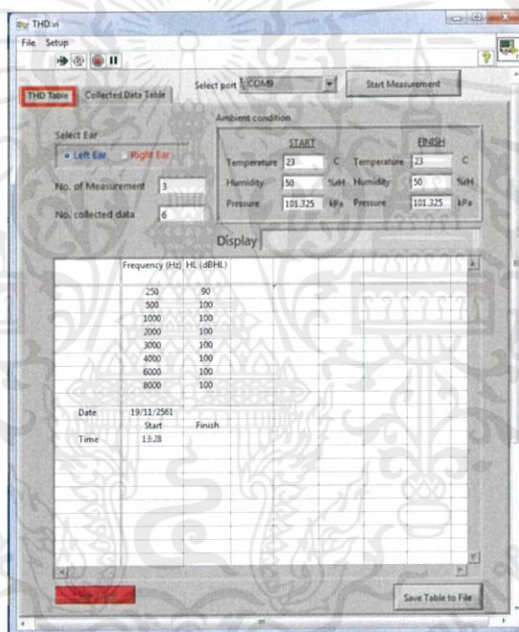 THD.vi
File Setup
Select port COM9 Start Measurement
THD Table Collected Data Table
Ambient condition
Select Ear
START FINISH
Left Ear Right Ear
Temperature 23 C Temperature 23 C
No. of Measurement 3
Humidity 50 %rH Humidity 50 %rH
No. collected data 6
Pressure 101.325 kPa Pressure 101.325 kPa
Display
Frequency (Hz) HL (dBHL)
250 90
500 100
1000 100
2000 100
3000 100
4000 100
6000 100
8000 100
Date 19/11/2561
Start Finish
Time 13:28
Save Table to File